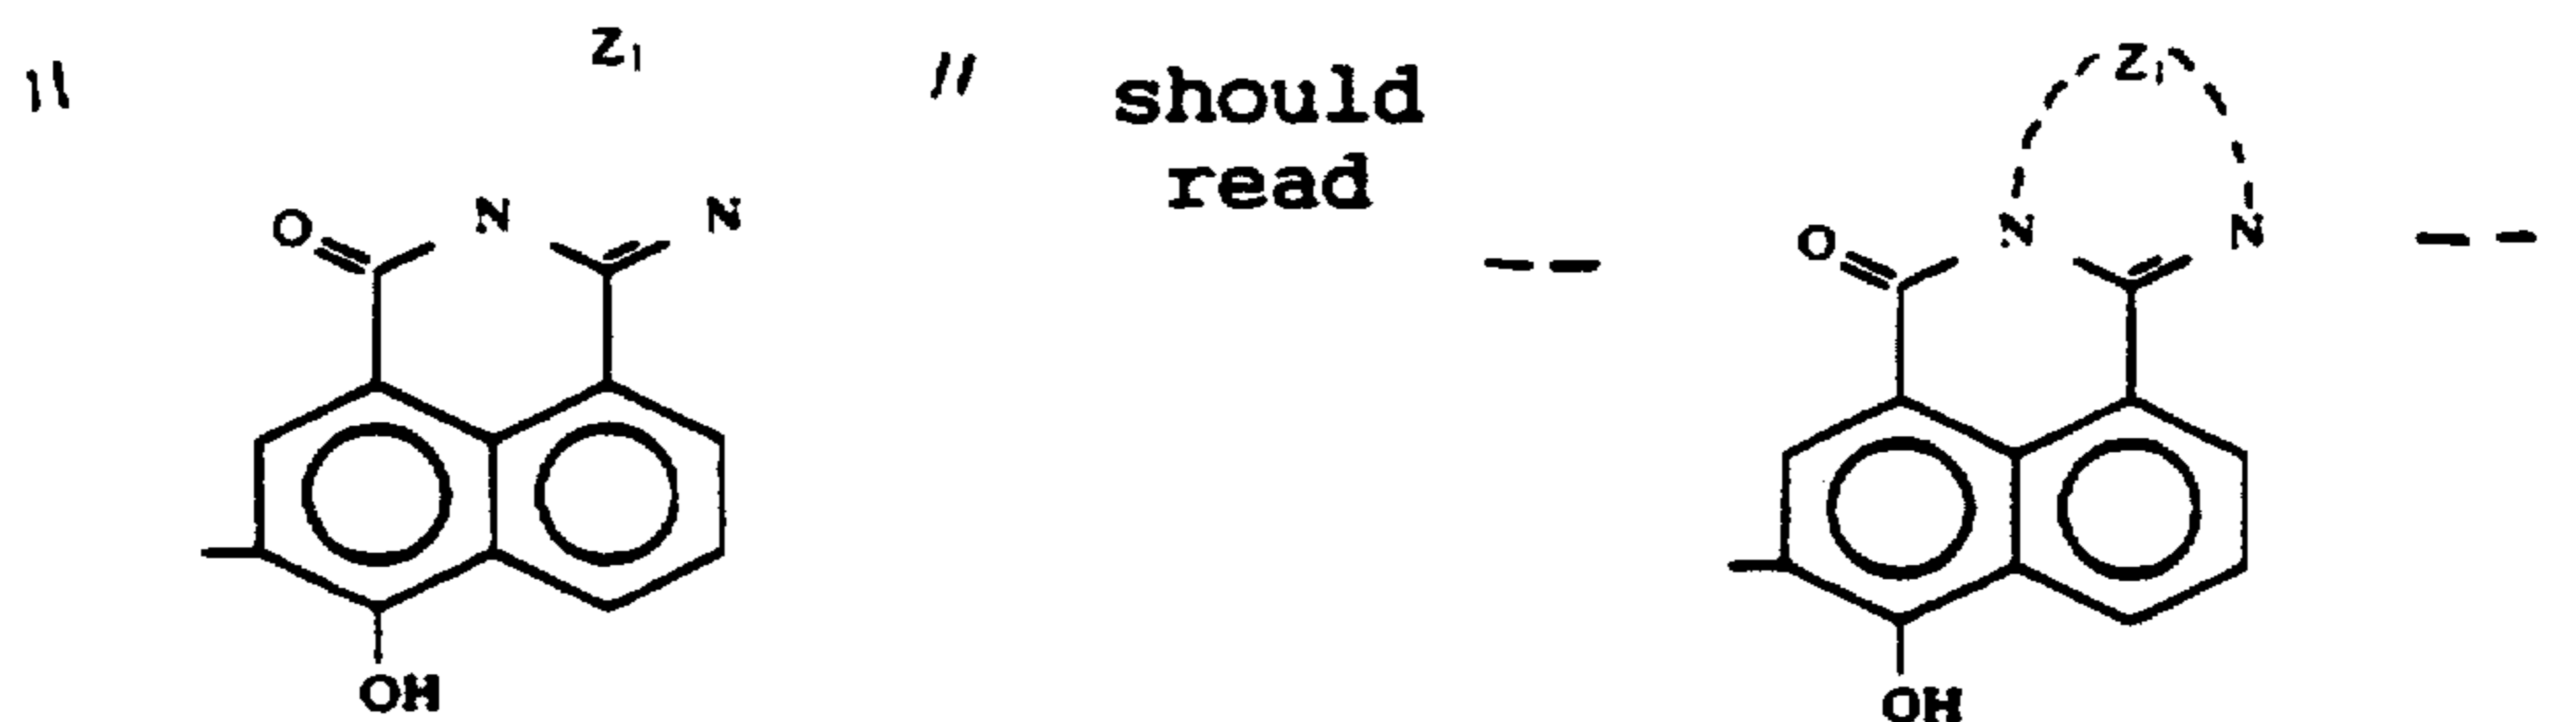 " Z1 " should
read
O N N -- O N Z1 N --
OH OH